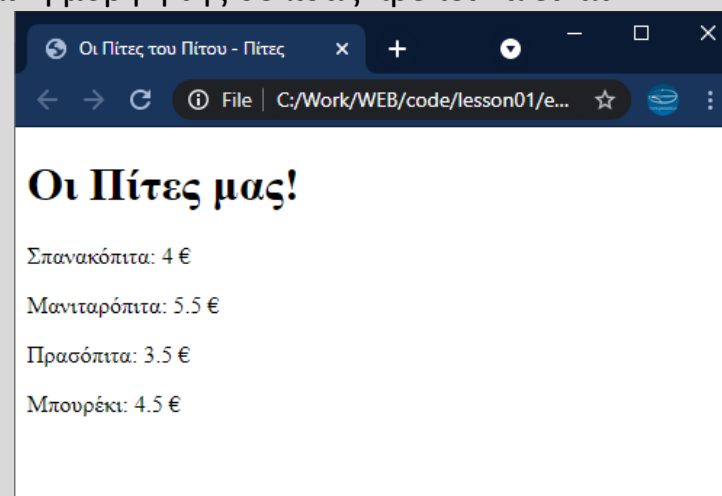 Οι Πίτες του Πίτου - Πίτες
File C:/Work/WEB/code/lesson01/e...
Οι Πίτες μας!
Σπανακόπιτα: 4 €
Μανιταρόπιτα: 5.5 €
Πρασόπιτα: 3.5 €
Μπουρέκι: 4.5 €